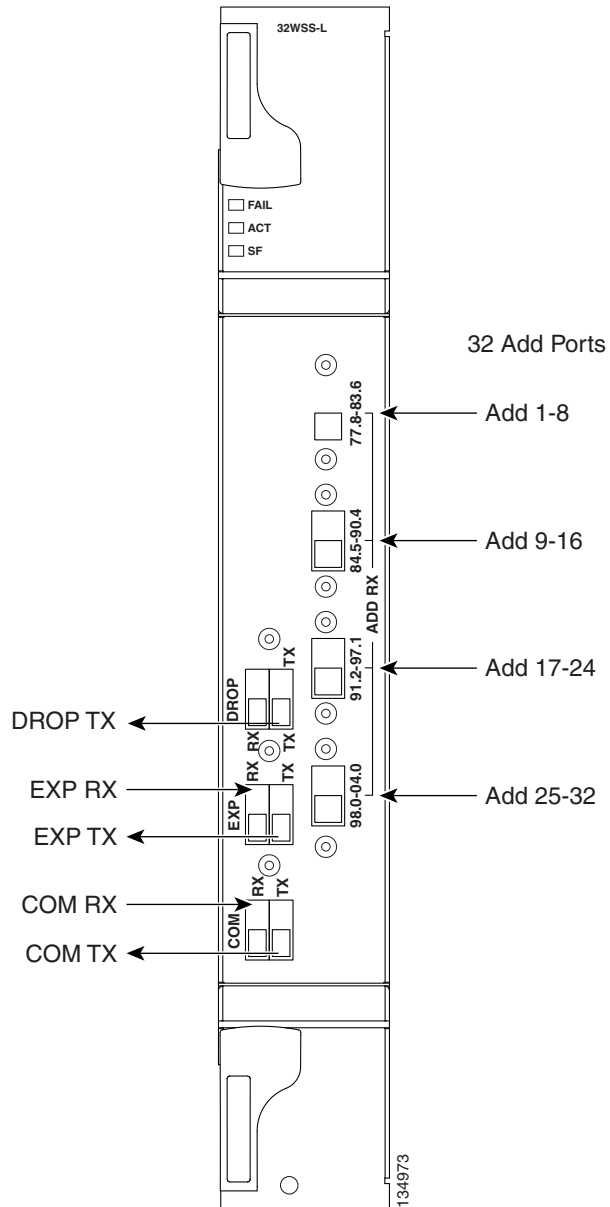 32WSS-L
FAIL
ACT
SF
32 Add Ports
77.8-83.6
Add 1-8
84.5-90.4
Add 9-16
ADD RX
91.2-97.1
Add 17-24
98.0-04.0
Add 25-32
TX
DROP
DROP TX
RX
TX
RX
TX
EXP RX
EXP
EXP TX
RX
TX
COM RX
COM
COM TX
134973